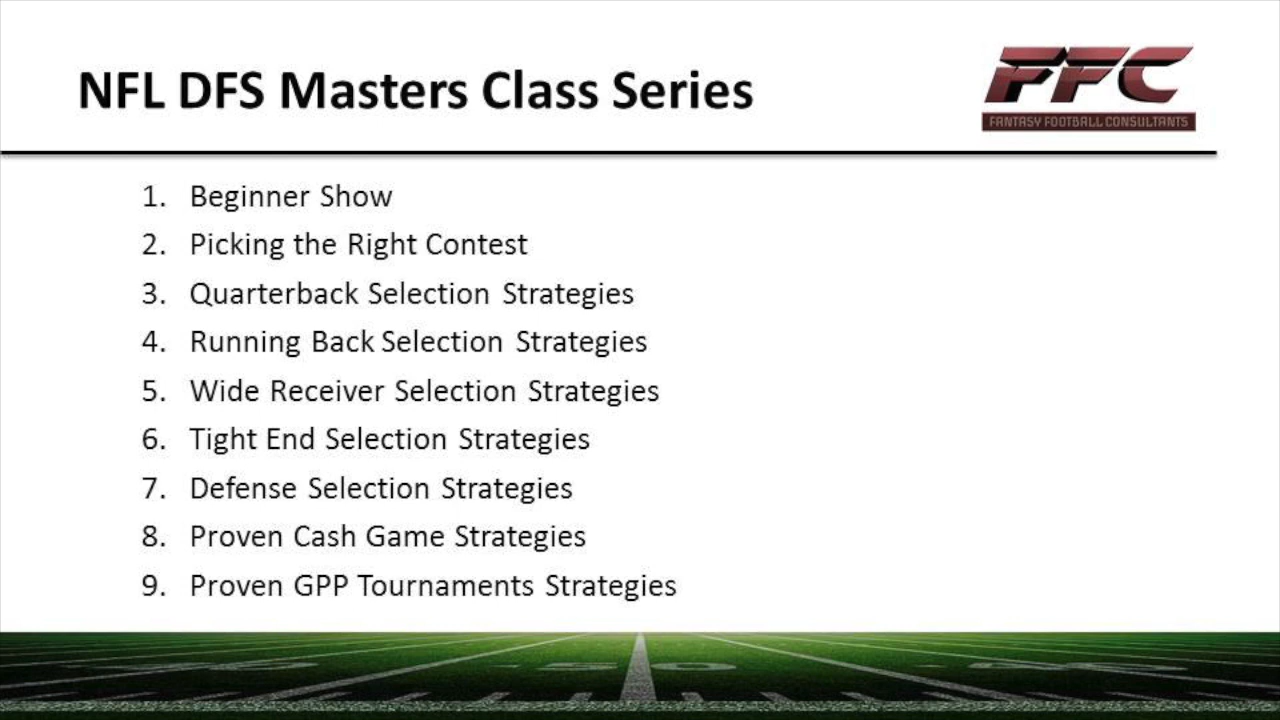 NFL DFS Masters Class Series
FFC
FANTASY FOOTBALL CONSULTANTS
1. Beginner Show
2. Picking the Right Contest
3. Quarterback Selection Strategies
4. Running Back Selection Strategies
5. Wide Receiver Selection Strategies
6. Tight End Selection Strategies
7. Defense Selection Strategies
8. Proven Cash Game Strategies
9. Proven GPP Tournaments Strategies
50